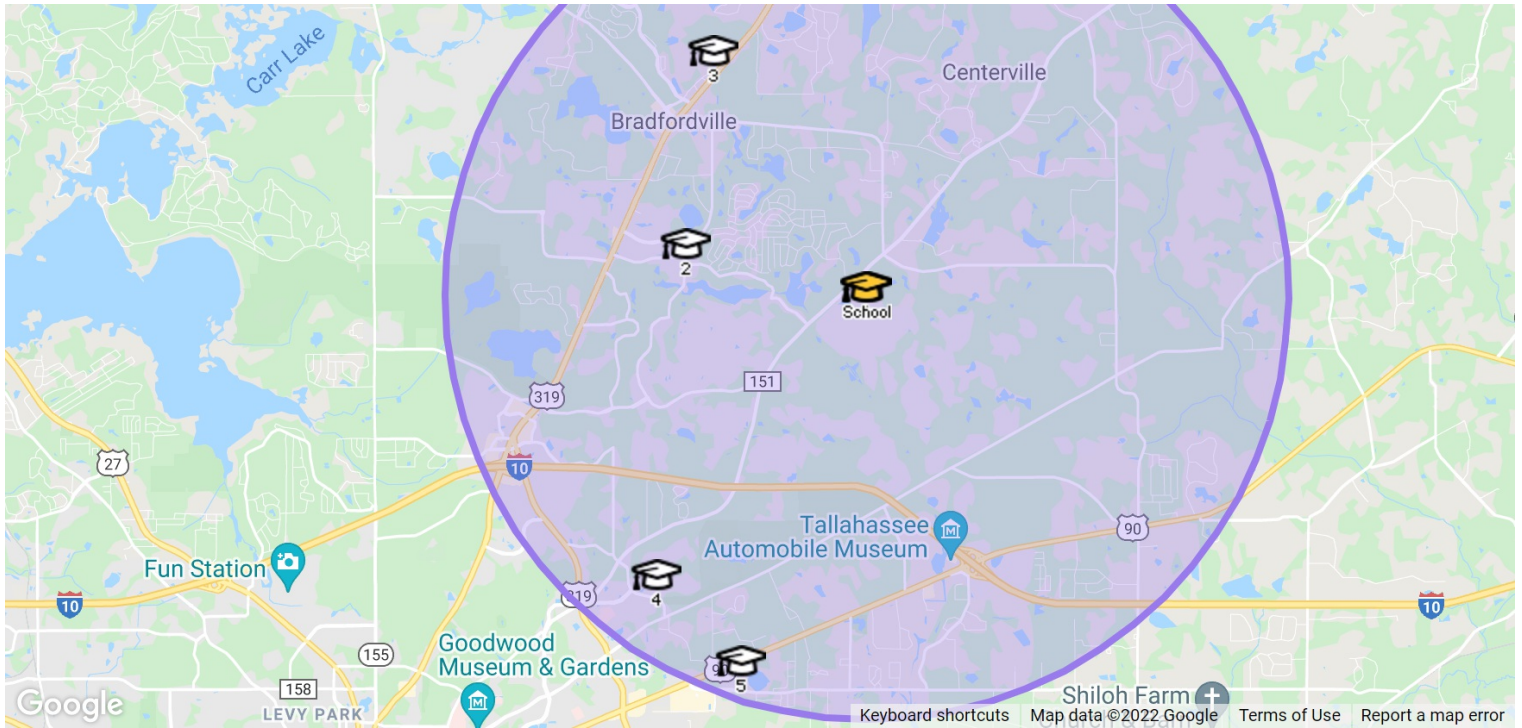 Carr Lake
3
Centerville
Bradfordville
2
School
151
319
27
10
Tallahassee
Automobile Museum
90
Fun Station
10
319
4
10
Goodwood
Museum & Gardens
155
5
158
LEVY PARK
Shiloh Farm
Google
Keyboard shortcuts
Map data ©2022 Google
Terms of Use
Report a map error